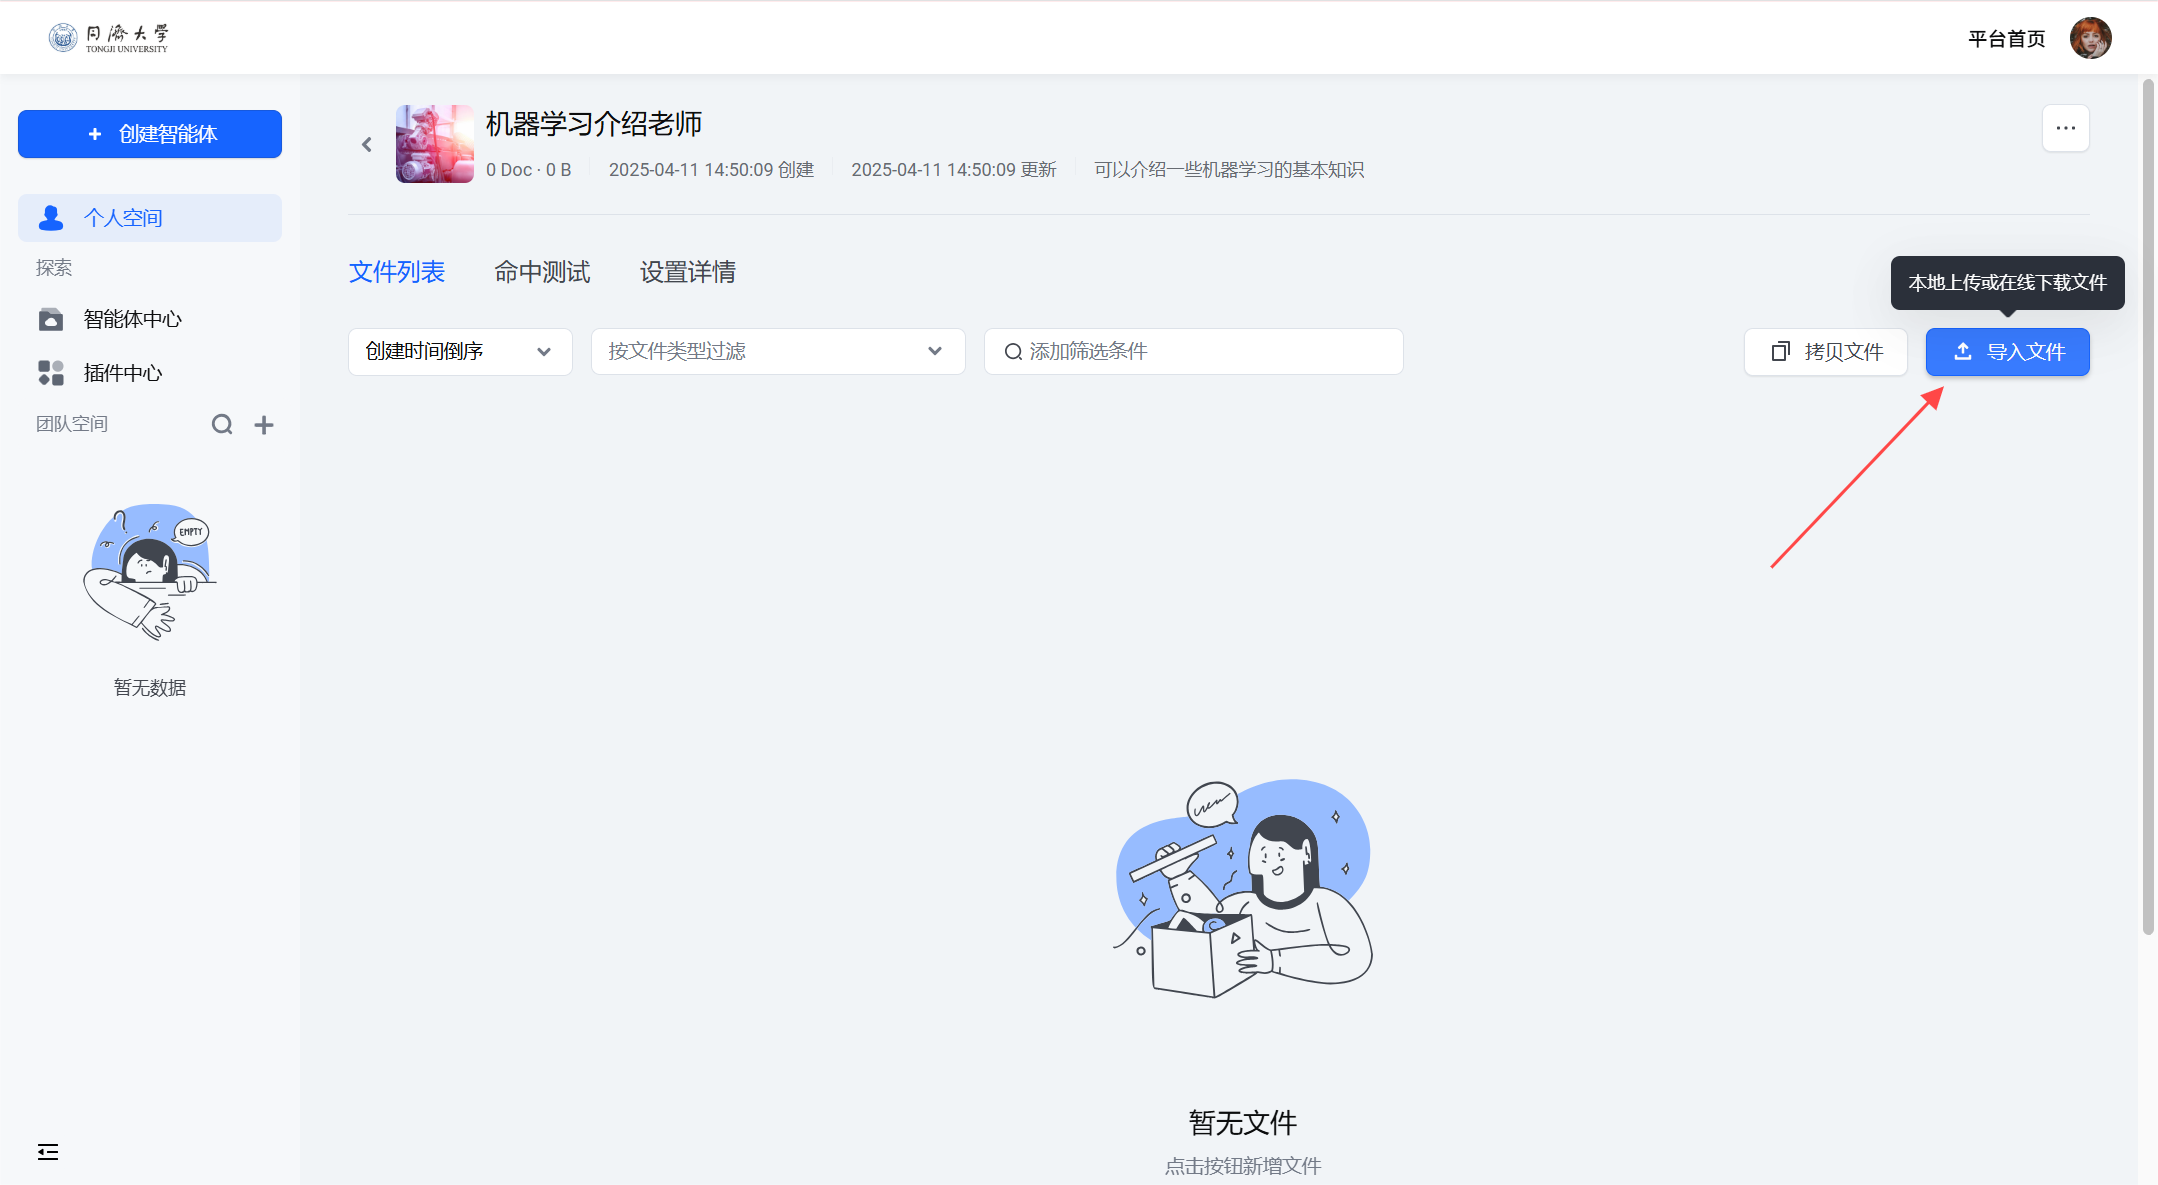 同濟大学
TONGJI UNIVERSITY
平台首页
+ 创建智能体
个人空间
探索
智能体中心
插件中心
团队空间
EMPTY
暂无数据
机器学习介绍老师
0 Doc · 0 B
2025-04-11 14:50:09 创建
2025-04-11 14:50:09 更新
可以介绍一些机器学习的基本知识
文件列表
命中测试
设置详情
本地上传或在线下载文件
创建时间倒序
按文件类型过滤
添加筛选条件
拷贝文件
导入文件
暂无文件
点击按钮新增文件